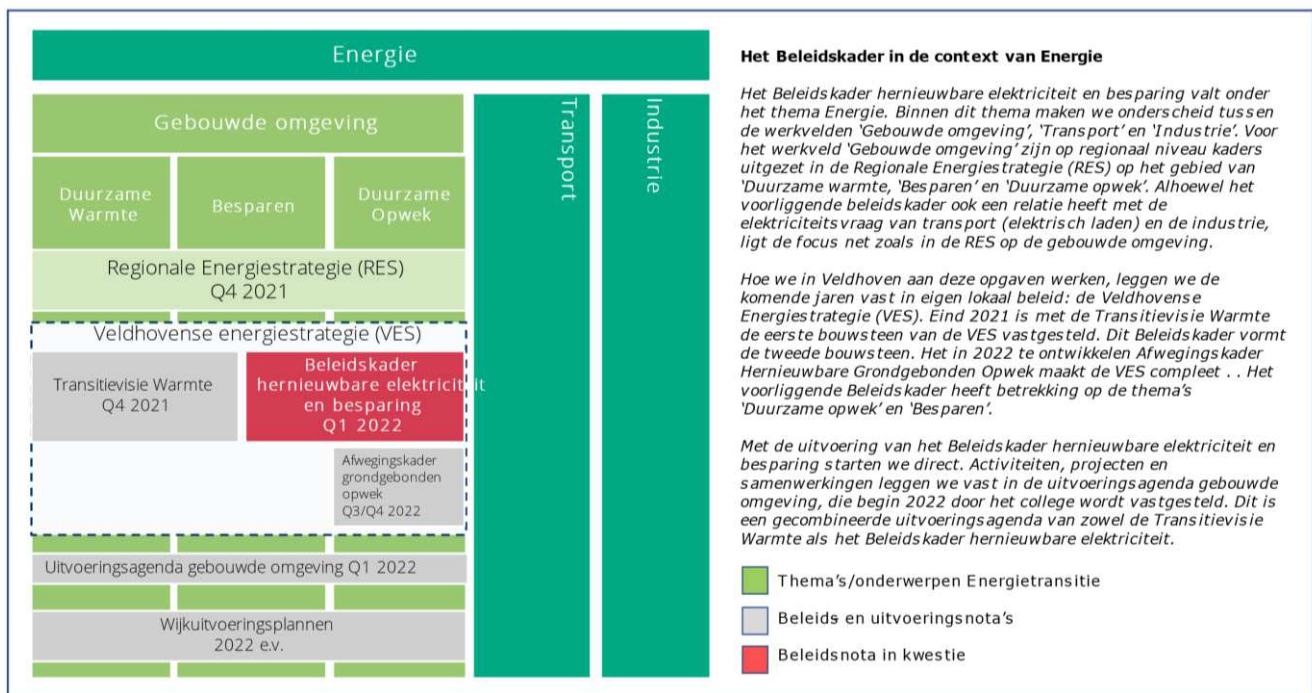 Energie
Gebouwde omgeving
Transport
Industrie
Duurzame
Warmte
Besparen
Duurzame
Opwek
Regionale Energiestrategie (RES)
Q4 2021
Veldhovense energiestrategie (VES)
Transitievisie Warmte
Q4 2021
Beleidskader
hernieuwbare elektriciteit
en besparing
Q1 2022
Afwegingskader
grondgebonden
opwek
Q3/Q4 2022
Uitvoeringsagenda gebouwde omgeving Q1 2022
Wijkuitvoeringsplannen
2022 e.v.
Het Beleidskader in de context van Energie
Het Beleidskader hernieuwbare elektriciteit en besparing valt onder
het thema Energie. Binnen dit thema maken we onderscheid tussen
de werkvelden ‘Gebouwde omgeving’, ‘Transport’ en ‘Industrie’. Voor
het werkveld ‘Gebouwde omgeving’ zijn op regionaal niveau kaders
uitgezet in de Regionale Energiestrategie (RES) op het gebied van
‘Duurzame warmte, ‘Besparen’ en ‘Duurzame opwek’. Alhoewel het
voorliggende beleidskader ook een relatie heeft met de
elektriciteitsvraag van transport (elektrisch laden) en de industrie,
ligt de focus net zoals in de RES op de gebouwde omgeving.
Hoe we in Veldhoven aan deze opgaven werken, leggen we de
komende jaren vast in eigen lokaal beleid: de Veldhovense
Energiestrategie (VES). Eind 2021 is met de Transitievisie Warmte
de eerste bouwsteen van de VES vastgesteld. Dit Beleidskader vormt
de tweede bouwsteen. Het in 2022 te ontwikkelen Afwegingskader
Hernieuwbare Grondgebonden Opwek maakt de VES compleet . . Het
voorliggende Beleidskader heeft betrekking op de thema’s
‘Duurzame opwek’ en ‘Besparen’.
Met de uitvoering van het Beleidskader hernieuwbare elektriciteit en
besparing starten we direct. Activiteiten, projecten en
samenwerkingen leggen we vast in de uitvoeringsagenda gebouwde
omgeving, die begin 2022 door het college wordt vastgesteld. Dit is
een gecombineerde uitvoeringsagenda van zowel de Transitievisie
Warmte als het Beleidskader hernieuwbare elektriciteit.
Thema’s/onderwerpen Energietransitie
Beleids- en uitvoeringsnota’s
Beleidsnota in kwestie